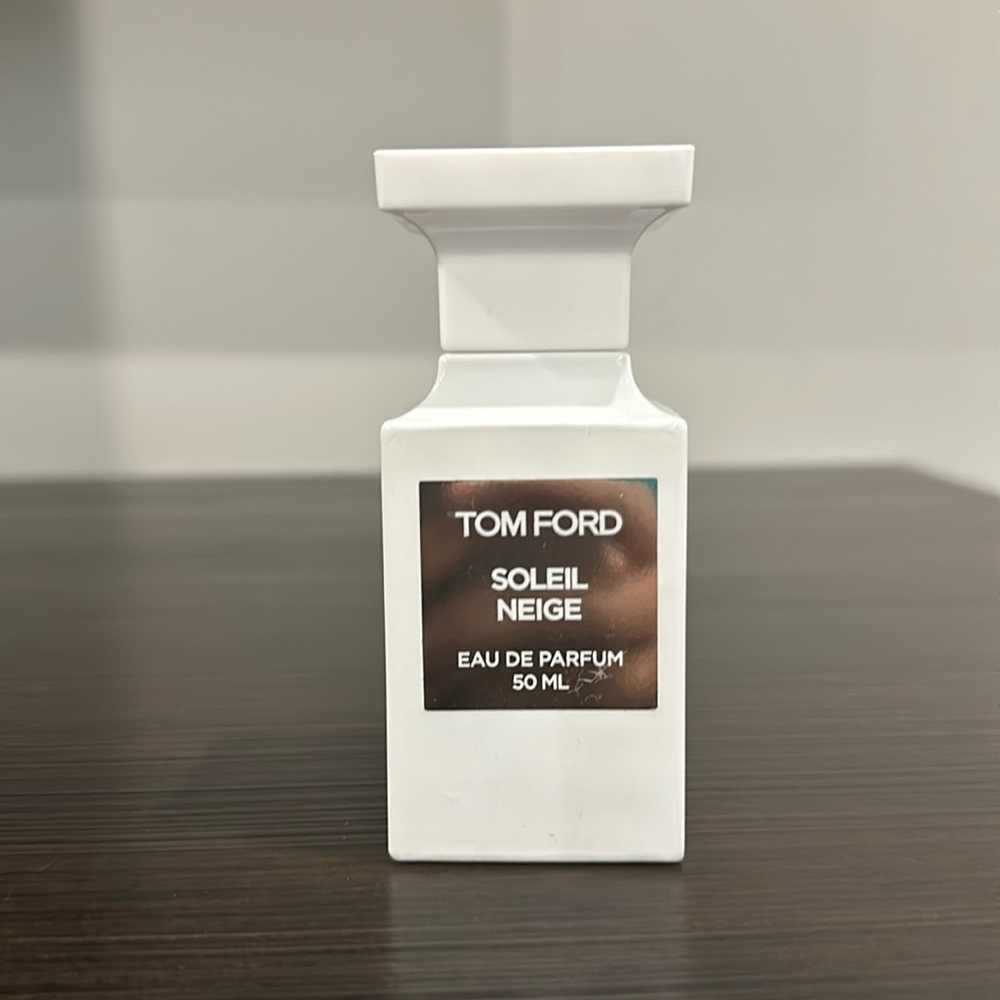 TOM FORD
SOLEIL
NEIGE
EAU DE PARFUM
50 ML